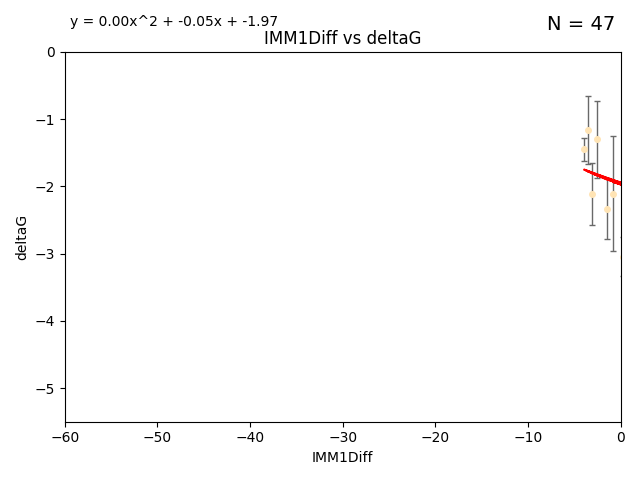 y = 0.00x^2 + -0.05x + -1.97
N = 47
IMM1Diff vs deltaG
0
−1
−2
−3
−4
−5
deltaG
−60 −50 −40 −30 −20 −10 0
IMM1Diff